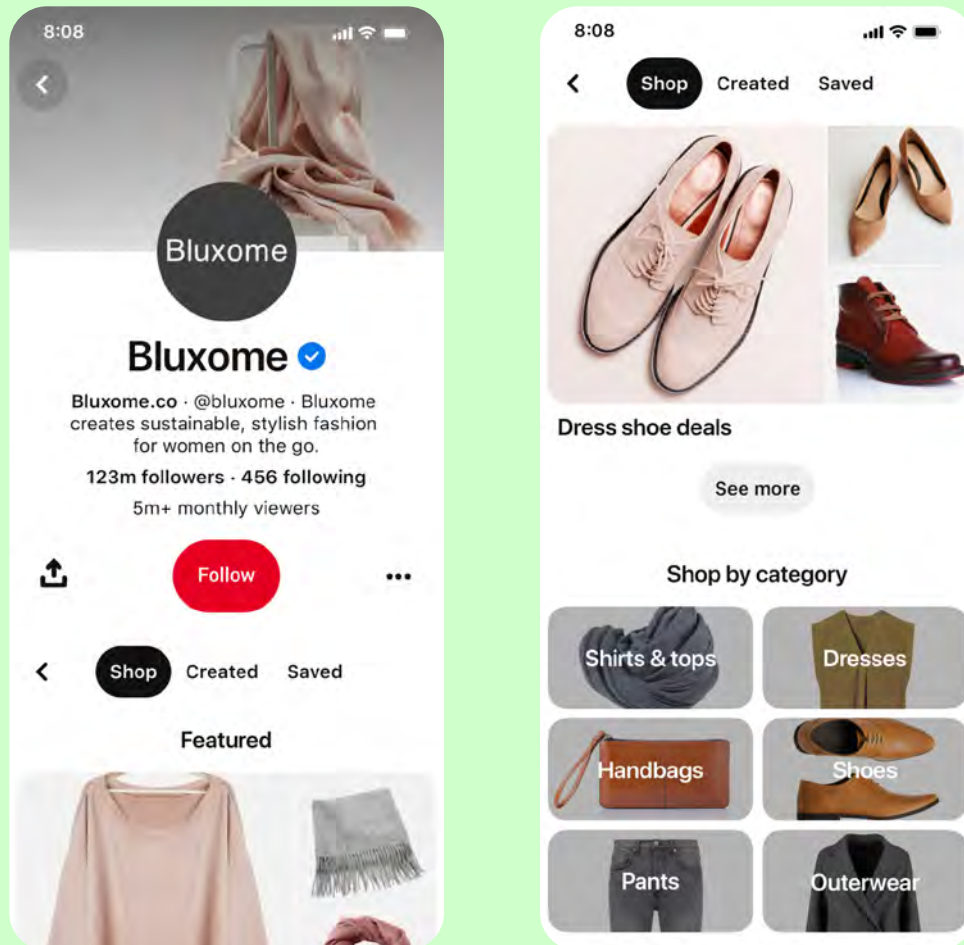 8:08
Bluxome
Bluxome
Bluxome.co · @bluxome · Bluxome
creates sustainable, stylish fashion
for women on the go.
123m followers · 456 following
5m+ monthly viewers
Follow
Shop Created Saved
Featured
8:08
Shop Created Saved
Dress shoe deals
See more
Shop by category
Shirts & tops
Dresses
Handbags
Shoes
Pants
Outerwear